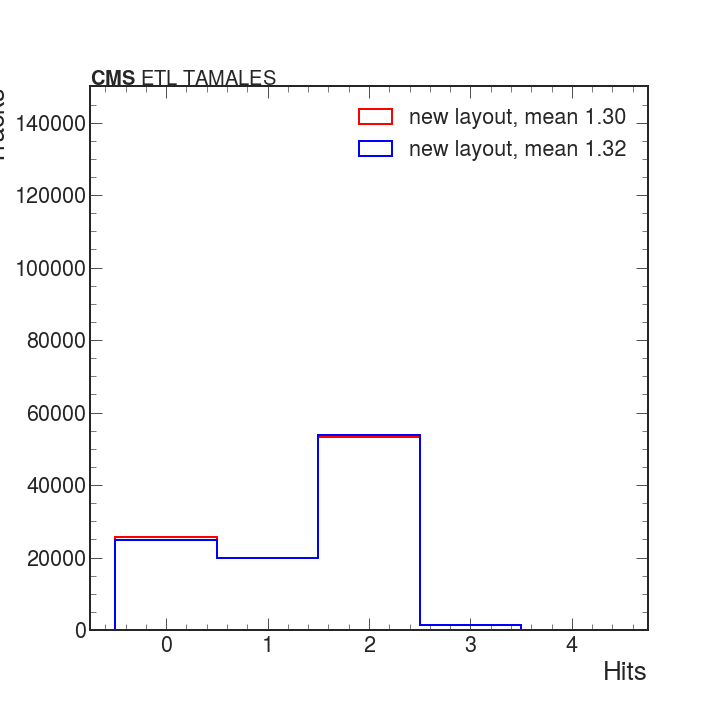 CMS ETL TAMALES
140000
120000
100000
80000
60000
40000
20000
0
new layout, mean 1.30
new layout, mean 1.32
0 1 2 3 4
Hits